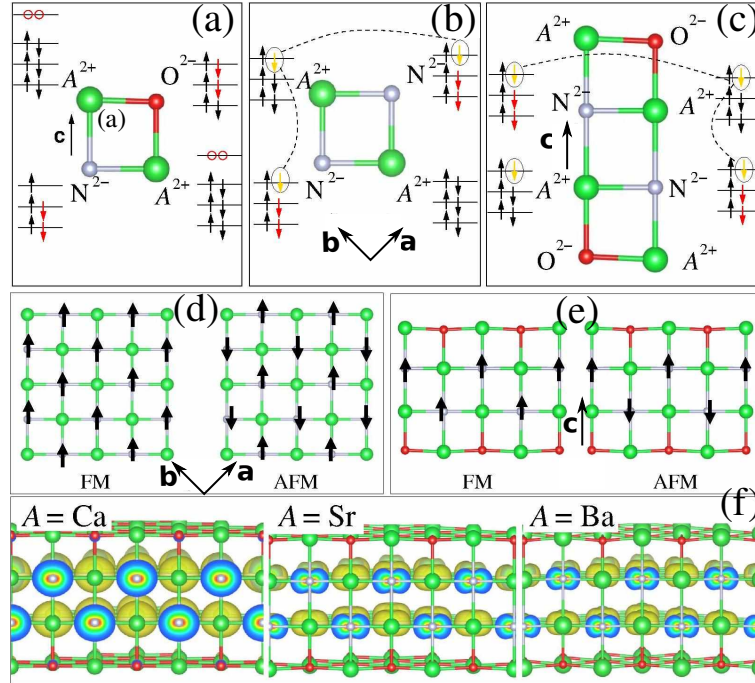 (a)
A²⁺
O²⁻
(a)
c
N²⁻
A²⁺
(b)
A²⁺
N²⁻
N²⁻
A²⁺
b
a
(c)
A²⁺
O²⁻
N²⁻
A²⁺
c
A²⁺
N²⁻
O²⁻
A²⁺
(d)
FM
b
a
AFM
(e)
c
FM
AFM
(f)
A = Ca
A = Sr
A = Ba